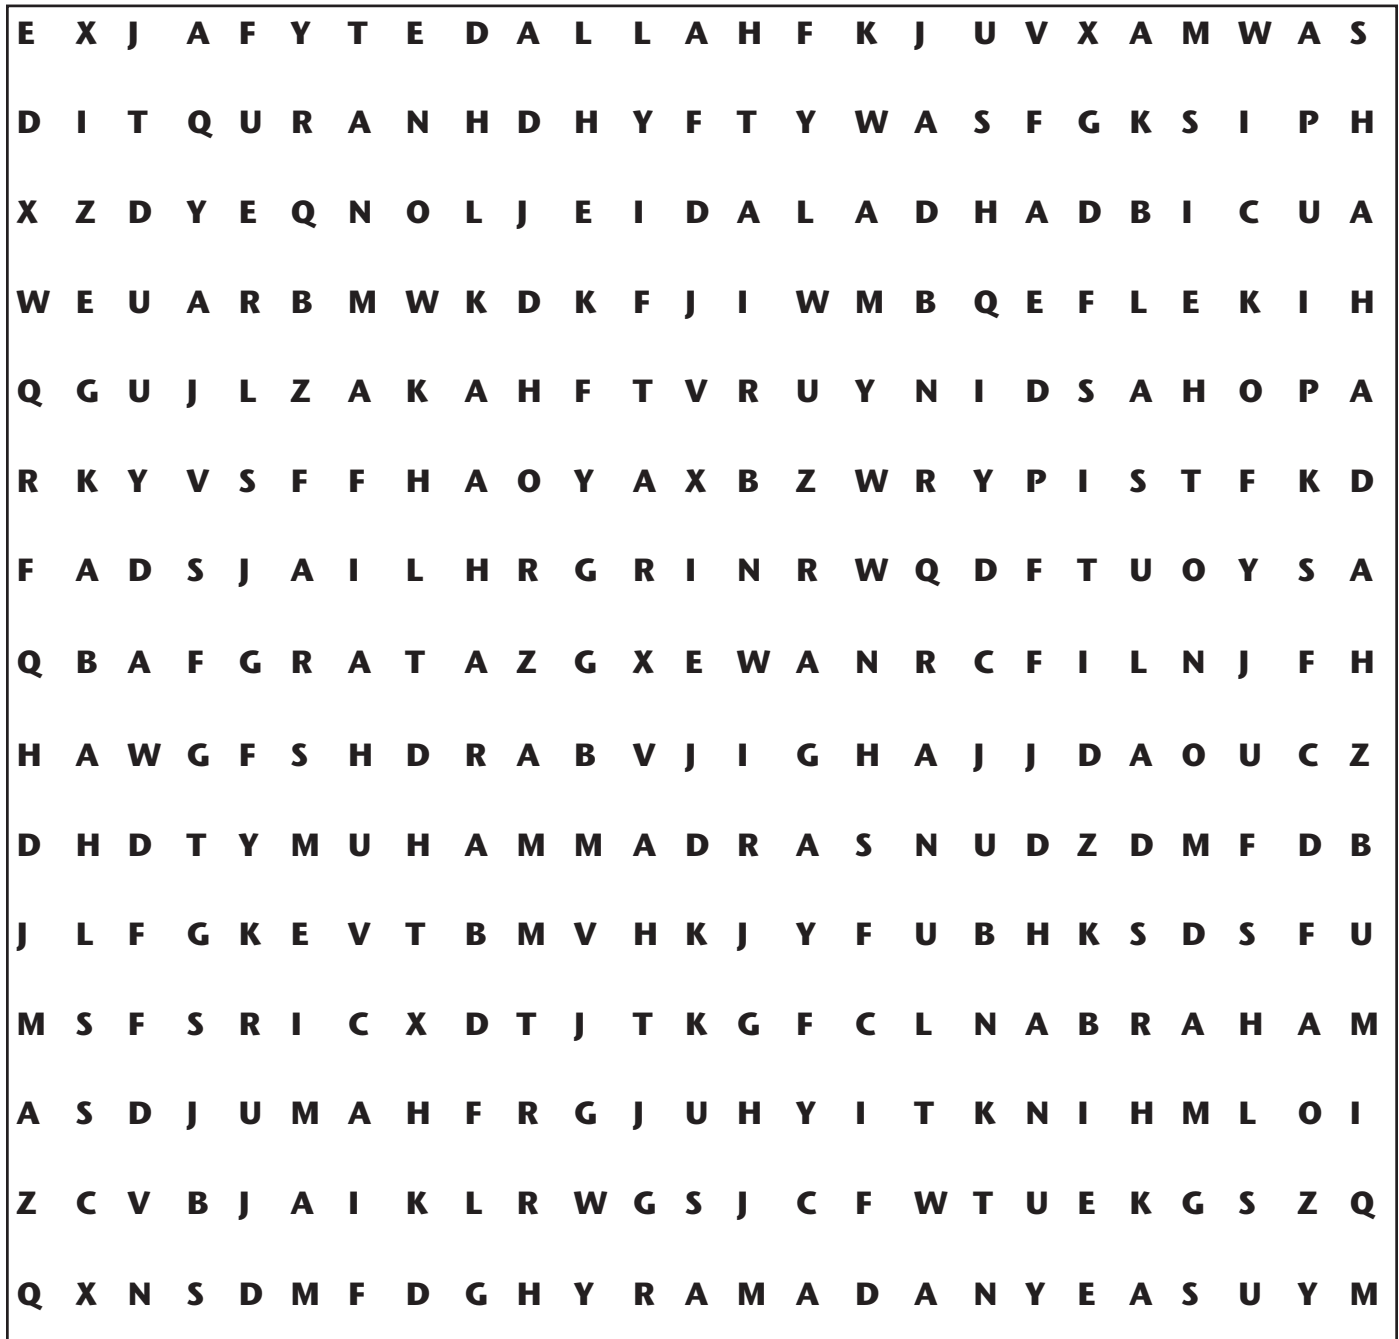 E X J A F Y T E D A L L A H F K J U V X A M W A S
D I T Q U R A N H D H Y F T Y W A S F G K S I P H
X Z D Y E Q N O L J E I D A L A D H A D B I C U A
W E U A R B M W K D K F J I W M B Q E F L E K I H
Q G U J L Z A K A H F T V R U Y N I D S A H O P A
R K Y V S F F H A O Y A X B Z W R Y P I S T F K D
F A D S J A I L H R G R I N R W Q D F T U O Y S A
Q B A F G R A T A Z G X E W A N R C F I L N J F H
H A W G F S H D R A B V J I G H A J J D A O U C Z
D H D T Y M U H A M M A D R A S N U D Z D M F D B
J L F G K E V T B M V H K J Y F U B H K S D S F U
M S F S R I C X D T J T K G F C L N A B R A H A M
A S D J U M A H F R G J U H Y I T K N I H M L O I
Z C V B J A I K L R W G S J C F W T U E K G S Z Q
Q X N S D M F D G H Y R A M A D A N Y E A S U Y M